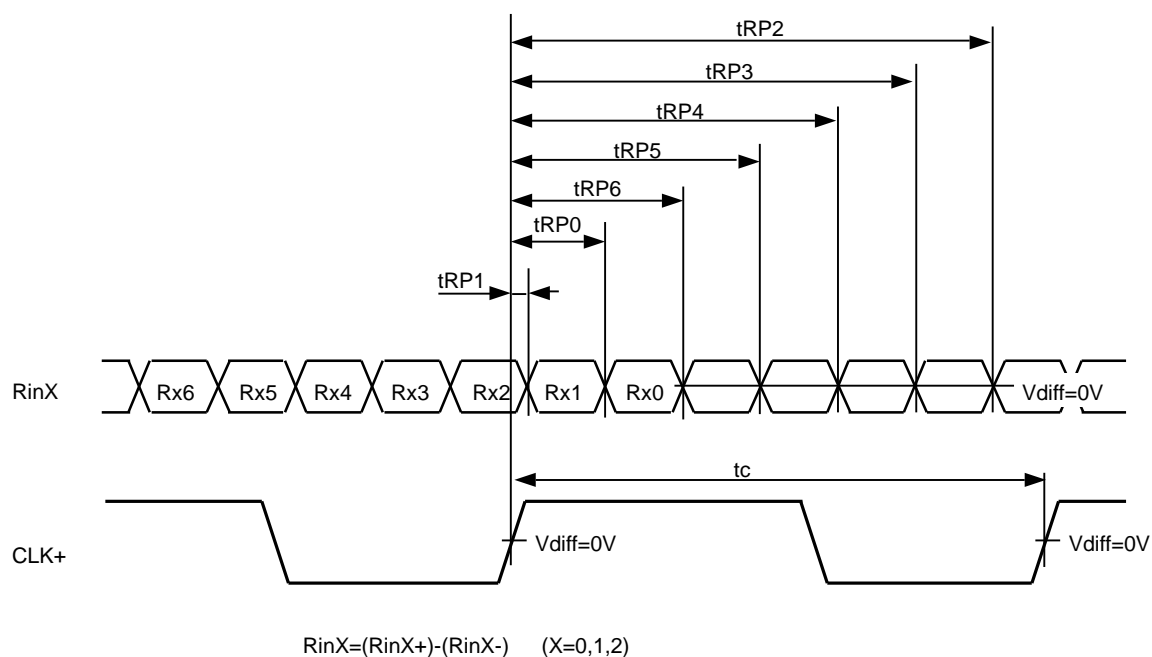 tRP2
tRP3
tRP4
tRP5
tRP6
tRP0
tRP1
RinX Rx6 Rx5 Rx4 Rx3 Rx2 Rx1 Rx0 Vdiff=0V
tc
CLK+ Vdiff=0V Vdiff=0V
RinX=(RinX+)-(RinX-) (X=0,1,2)